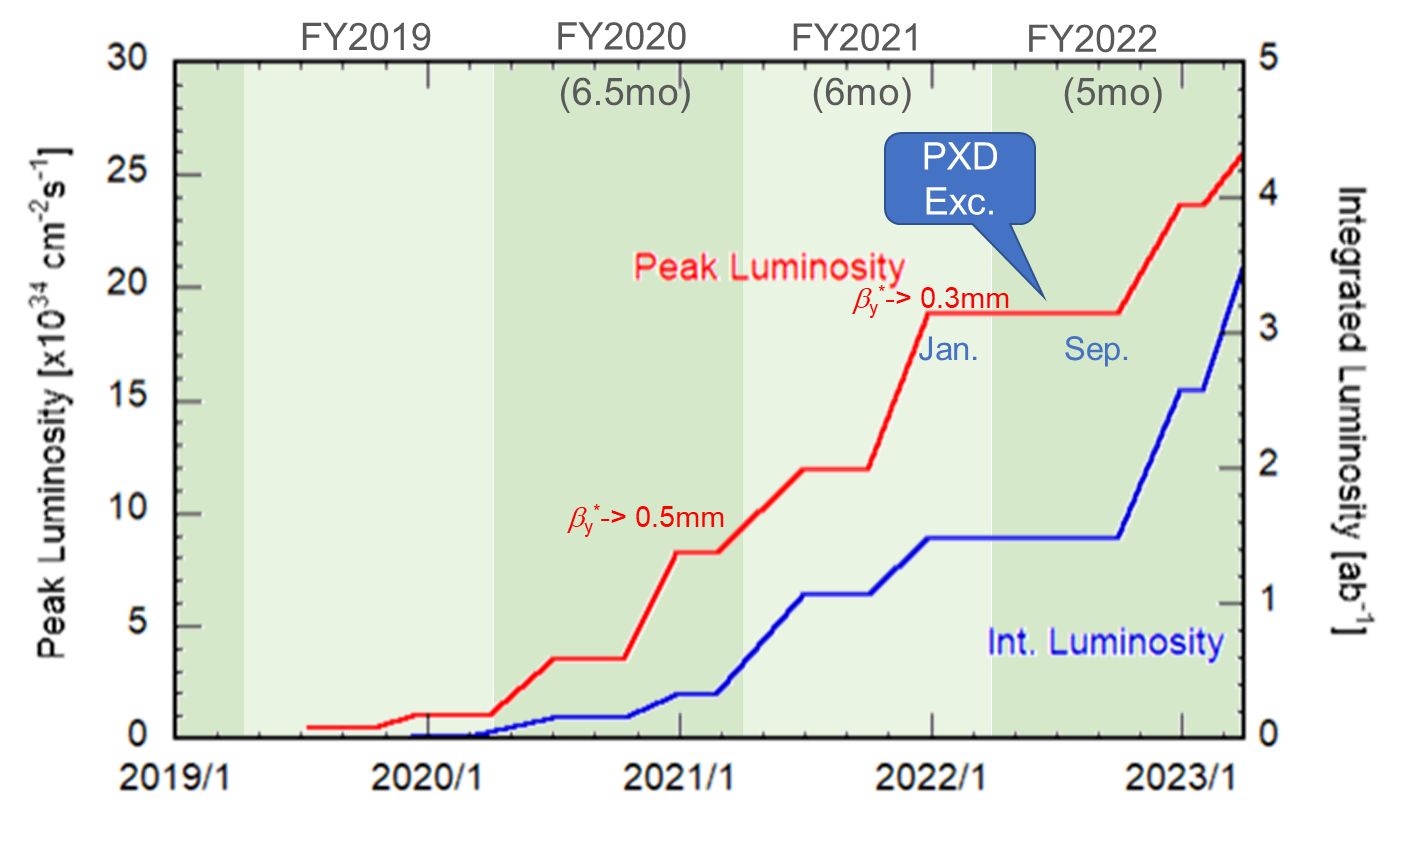 FY2019 FY2020 FY2021 FY2022
(6.5mo) (6mo) (5mo)
30
25
20
15
10
5
0
Peak Luminosity [x10³⁴ cm⁻²s⁻¹]
5
4
3
2
1
0
Integrated Luminosity [ab⁻¹]
PXD
Exc.
Peak Luminosity
βy*-> 0.3mm
Jan. Sep.
βy*-> 0.5mm
Int. Luminosity
2019/1 2020/1 2021/1 2022/1 2023/1